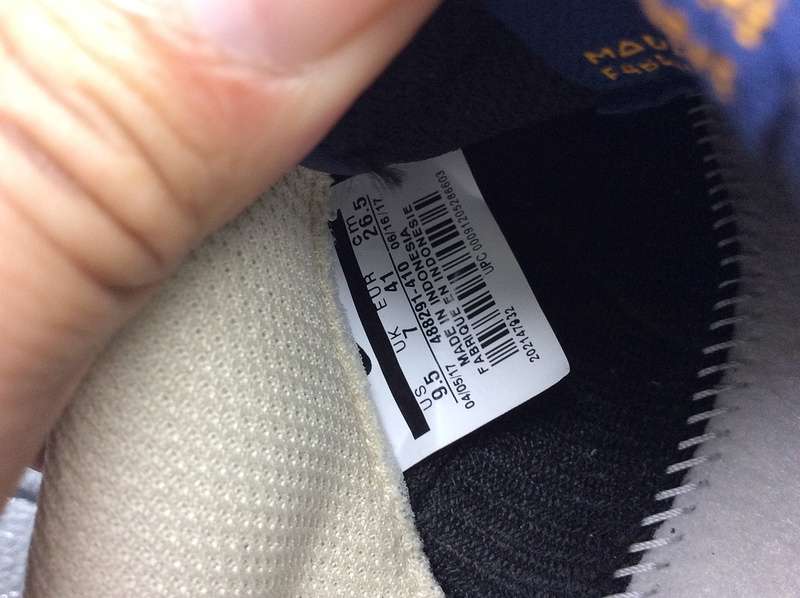 US UK EUR cm
9.5 7 41 26.5
04/05/17 488291-410 06/16/17
MADE IN INDONESIA
FABRIQUE EN INDONESIE
202147932 UPC 00091205286603